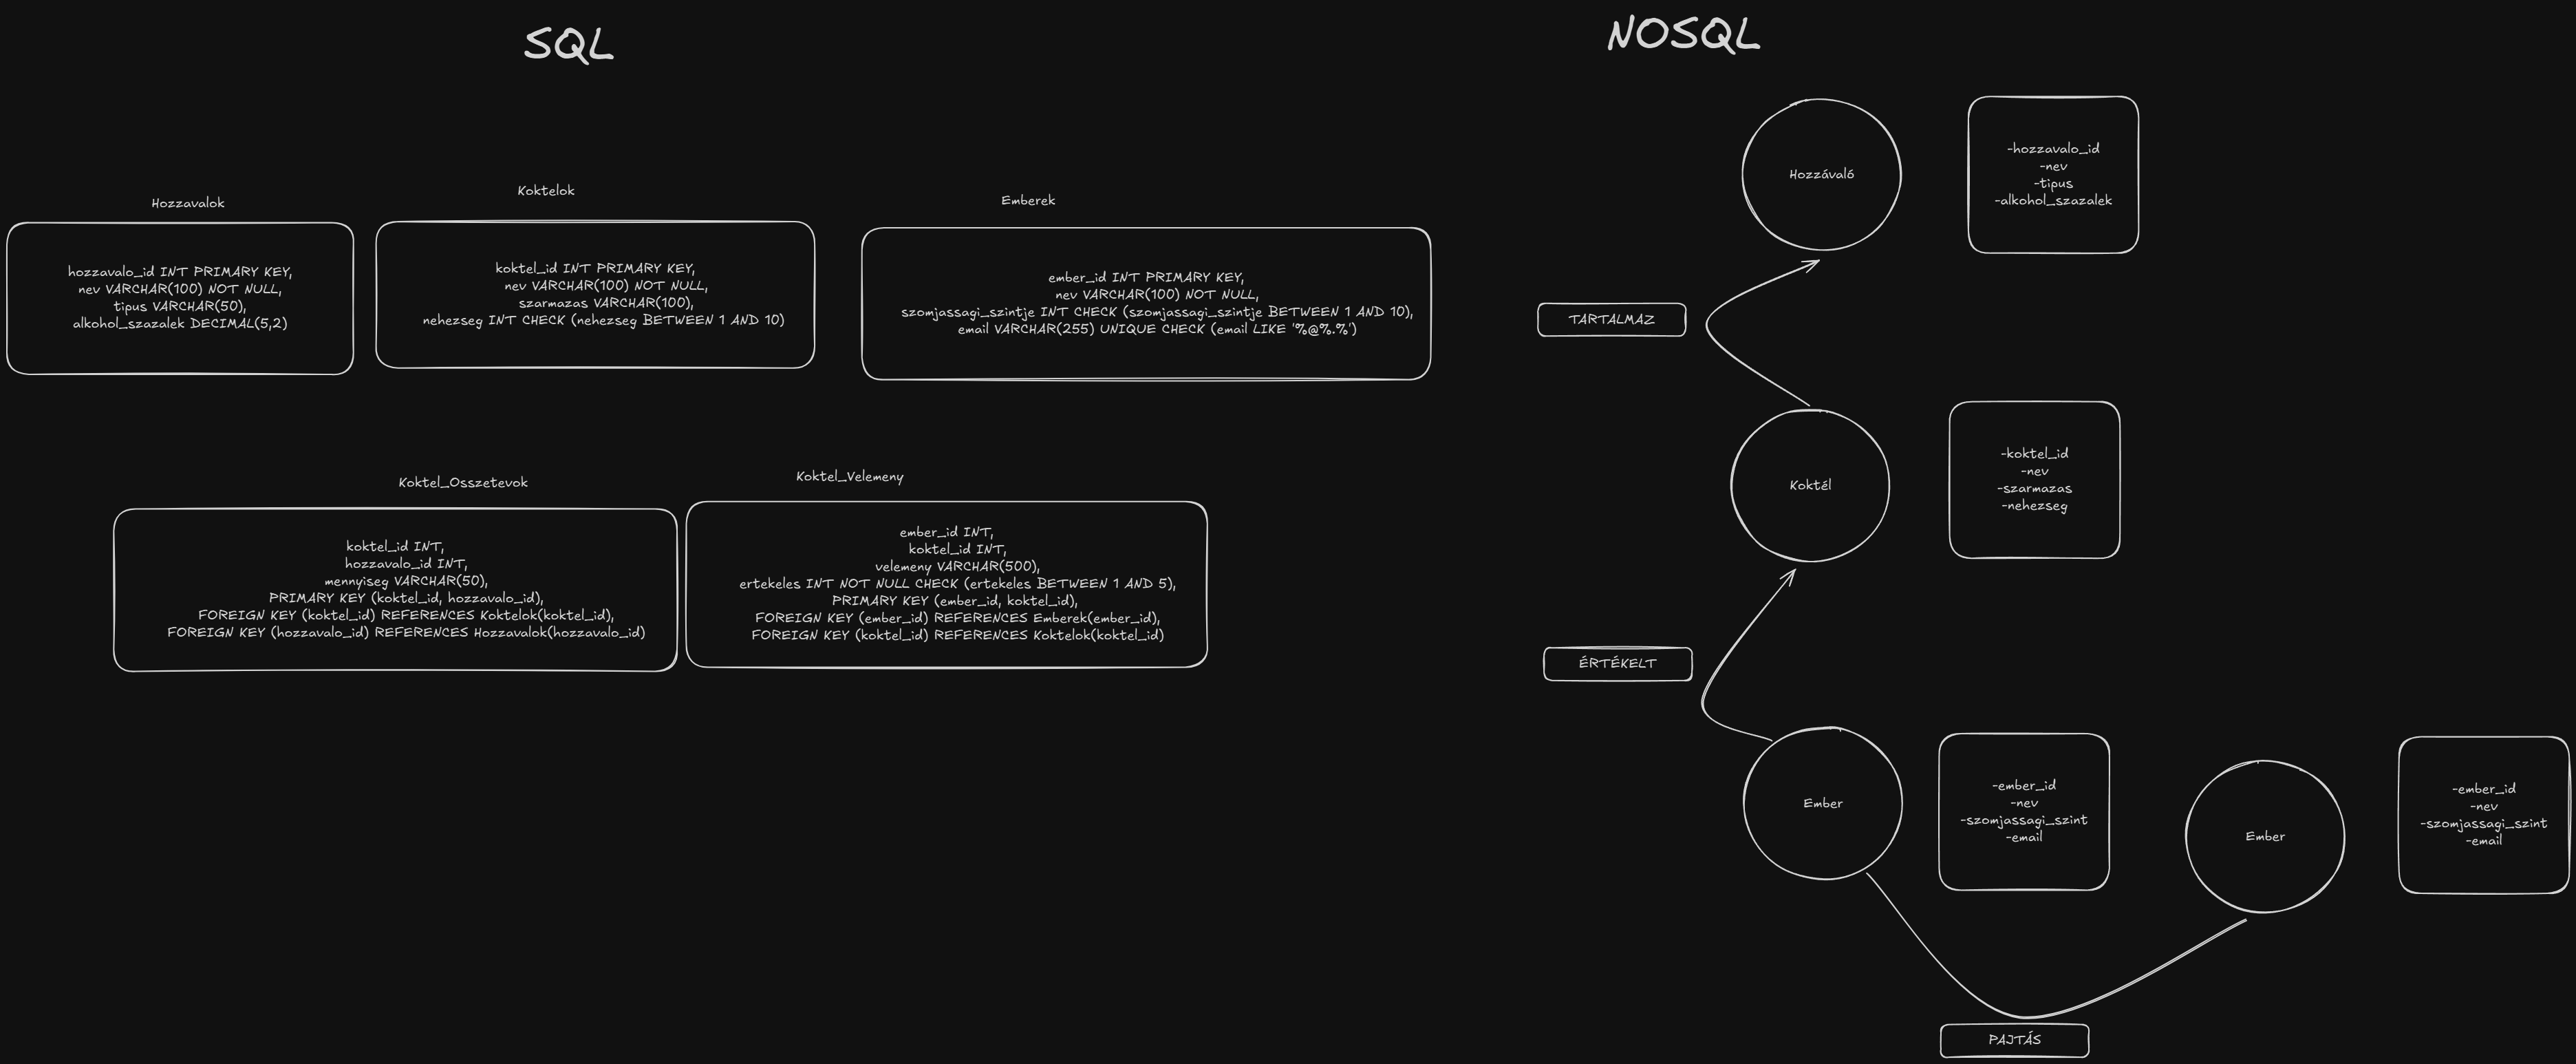 SQL
NOSQL
Hozzavalok
hozzavalo_id INT PRIMARY KEY,
nev VARCHAR(100) NOT NULL,
tipus VARCHAR(50),
alkohol_szazalek DECIMAL(5,2)
Koktelok
koktel_id INT PRIMARY KEY,
nev VARCHAR(100) NOT NULL,
szarmazas VARCHAR(100),
nehezseg INT CHECK (nehezseg BETWEEN 1 AND 10)
Emberek
ember_id INT PRIMARY KEY,
nev VARCHAR(100) NOT NULL,
szomjassagi_szintje INT CHECK (szomjassagi_szintje BETWEEN 1 AND 10),
email VARCHAR(255) UNIQUE CHECK (email LIKE '%@%.%')
Koktel_Osszetevok
koktel_id INT,
hozzavalo_id INT,
mennyiseg VARCHAR(50),
PRIMARY KEY (koktel_id, hozzavalo_id),
FOREIGN KEY (koktel_id) REFERENCES Koktelok(koktel_id),
FOREIGN KEY (hozzavalo_id) REFERENCES Hozzavalok(hozzavalo_id)
Koktel_Velemeny
ember_id INT,
koktel_id INT,
velemeny VARCHAR(500),
ertekeles INT NOT NULL CHECK (ertekeles BETWEEN 1 AND 5),
PRIMARY KEY (ember_id, koktel_id),
FOREIGN KEY (ember_id) REFERENCES Emberek(ember_id),
FOREIGN KEY (koktel_id) REFERENCES Koktelok(koktel_id)
Hozzávaló
-hozzavalo_id
-nev
-tipus
-alkohol_szazalek
TARTALMAZ
Koktél
-koktel_id
-nev
-szarmazas
-nehezseg
ÉRTÉKELT
Ember
-ember_id
-nev
-szomjassagi_szint
-email
Ember
-ember_id
-nev
-szomjassagi_szint
-email
PAJTÁS